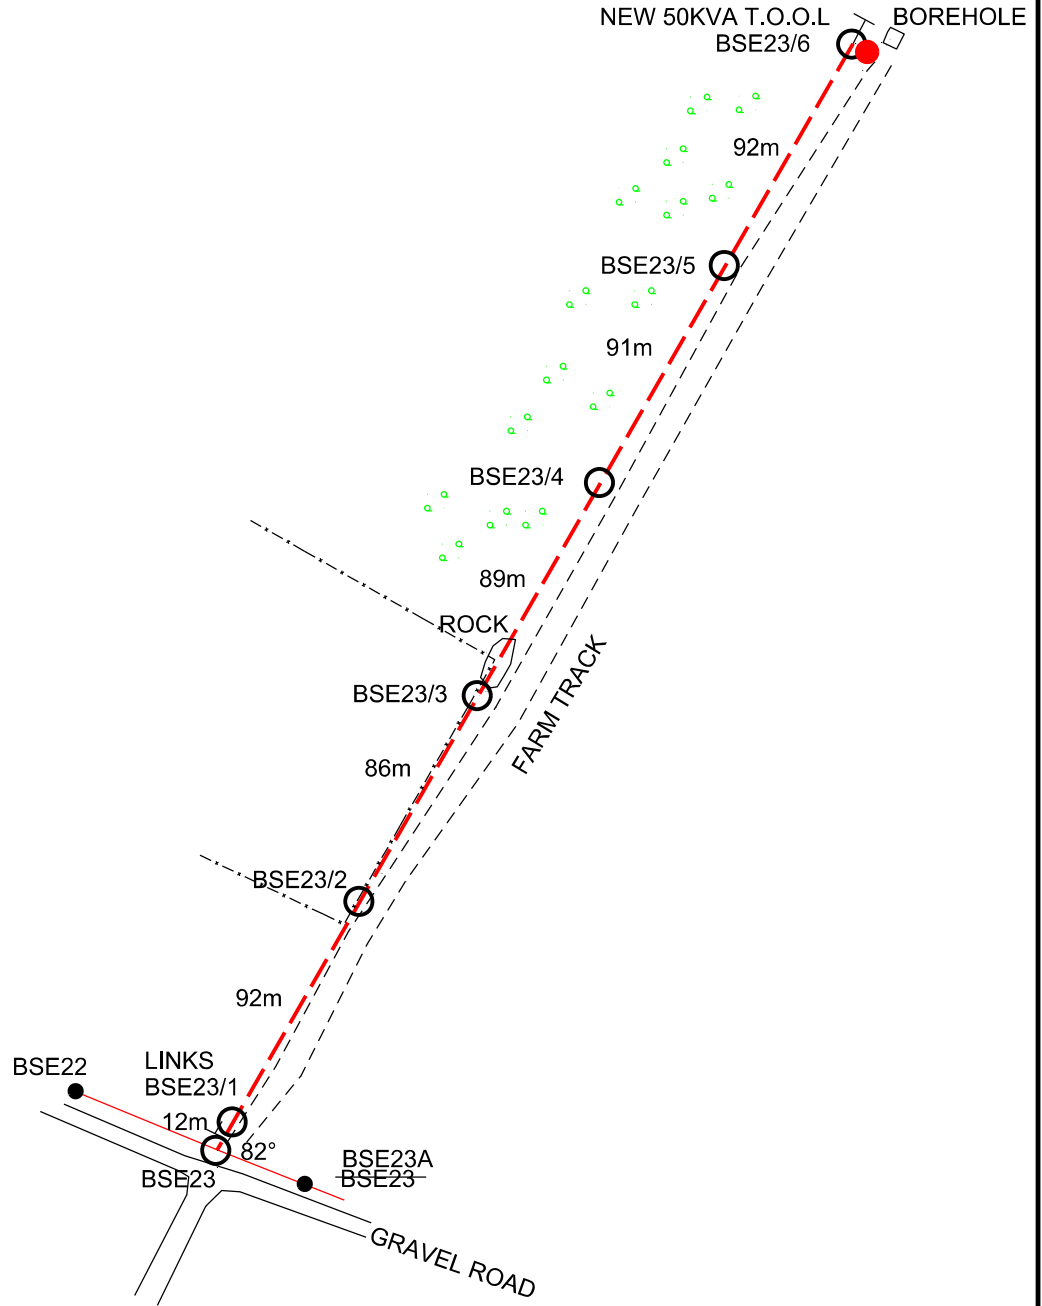 NEW 50KVA T.O.O.L
BOREHOLE
BSE23/6
92m
BSE23/5
91m
BSE23/4
89m
ROCK
BSE23/3
FARM TRACK
86m
BSE23/2
92m
LINKS
BSE22
BSE23/1
12m
82°
BSE23A
BSE23
BSE23
GRAVEL ROAD